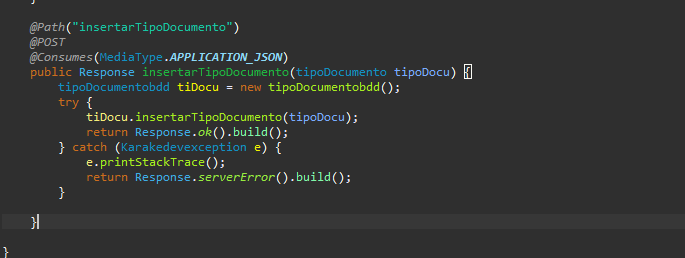 @Path("insertarTipoDocumento")
@POST
@Consumes(MediaType.APPLICATION_JSON)
public Response insertarTipoDocumento(tipoDocumento tipoDocu) {
tipoDocumentobdd tiDocu = new tipoDocumentobdd();
try {
tiDocu.insertarTipoDocumento(tipoDocu);
return Response.ok().build();
} catch (Karakedevexception e) {
e.printStackTrace();
return Response.serverError().build();
}
}
}